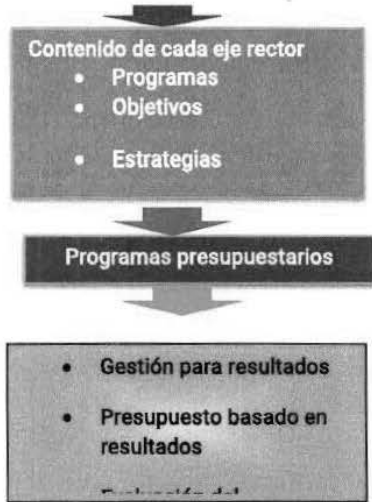 Contenido de cada eje rector
• Programas
• Objetivos
• Estrategias
Programas presupuestarios
• Gestión para resultados
• Presupuesto basado en
resultados